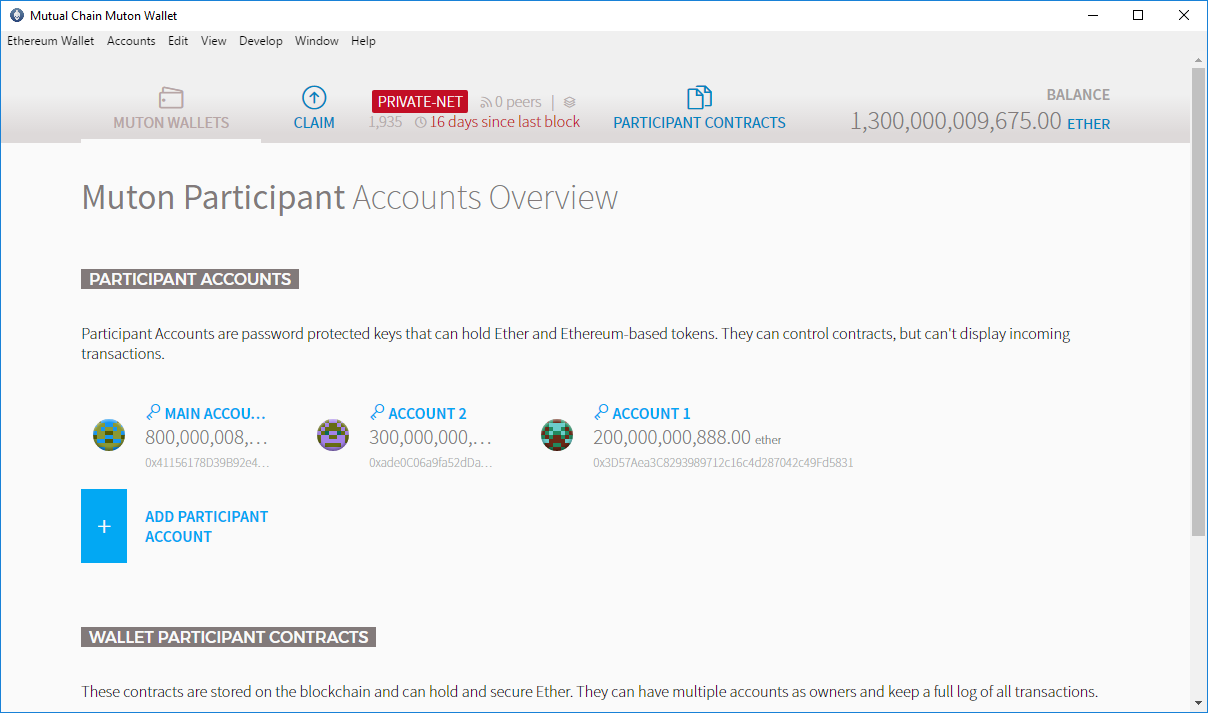 Mutual Chain Muton Wallet
Ethereum Wallet Accounts Edit View Develop Window Help
MUTON WALLETS
CLAIM
PRIVATE-NET 0 peers |
1,935 16 days since last block
PARTICIPANT CONTRACTS
BALANCE
1,300,000,009,675.00 ETHER
Muton Participant Accounts Overview
PARTICIPANT ACCOUNTS
Participant Accounts are password protected keys that can hold Ether and Ethereum-based tokens. They can control contracts, but can't display incoming
transactions.
MAIN ACCOU...
800,000,008,...
0x41156178D39B92e4...
ACCOUNT 2
300,000,000,...
0xade0C06a9fa52dDa...
ACCOUNT 1
200,000,000,888.00 ether
0x3D57Aea3C8293989712c16c4d287042c49Fd5831
+
ADD PARTICIPANT
ACCOUNT
WALLET PARTICIPANT CONTRACTS
These contracts are stored on the blockchain and can hold and secure Ether. They can have multiple accounts as owners and keep a full log of all transactions.